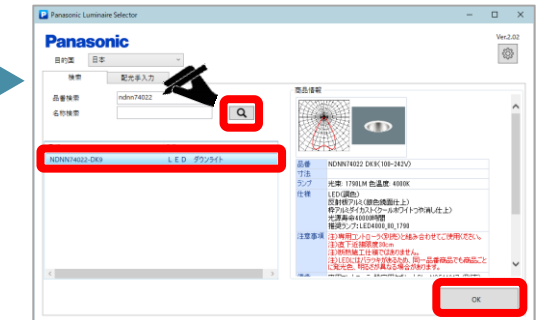 Panasonic Luminaire Selector
Ver.2.02
Panasonic
目的国 日本
検索 配光手入力
品番検索 ndnn74022
名称検索
商品情報
NDNN74022-DK9 LED ダウンライト
品番 NDNN74022 DK9(100-242V)
寸法
ランプ 光束: 1790LM 色温度: 4000K
仕様 LED(調色)
反射板アルミ(銀色鏡面仕上)
枠アルミダイカスト(クールホワイトつや消し仕上)
光源寿命40000時間
推奨ランプ:LED4000_80_1790
注意事項 注)専用コントローラ(別売)と組み合わせてご使用ください。
注)直下近接限度30cm
注)断熱施工仕様ではありません。
注)LEDにはバラツキがあるため、同一品番商品でも商品ごと
に発光色、明るさが異なる場合があります。
OK